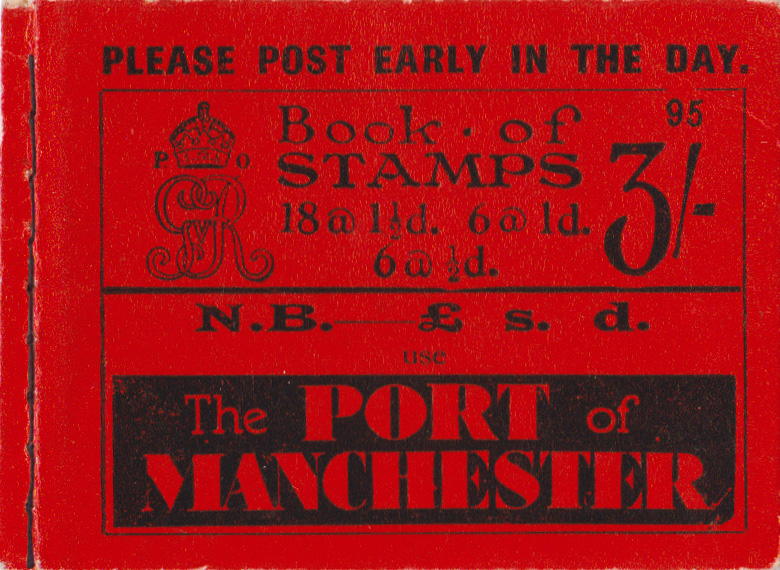 PLEASE POST EARLY IN THE DAY.
95
P O
GR
Book · of
STAMPS 3/-
18 @ 1½d. 6 @ 1d.
6 @ ½d.
N.B.—£ s. d.
use
The PORT of
MANCHESTER